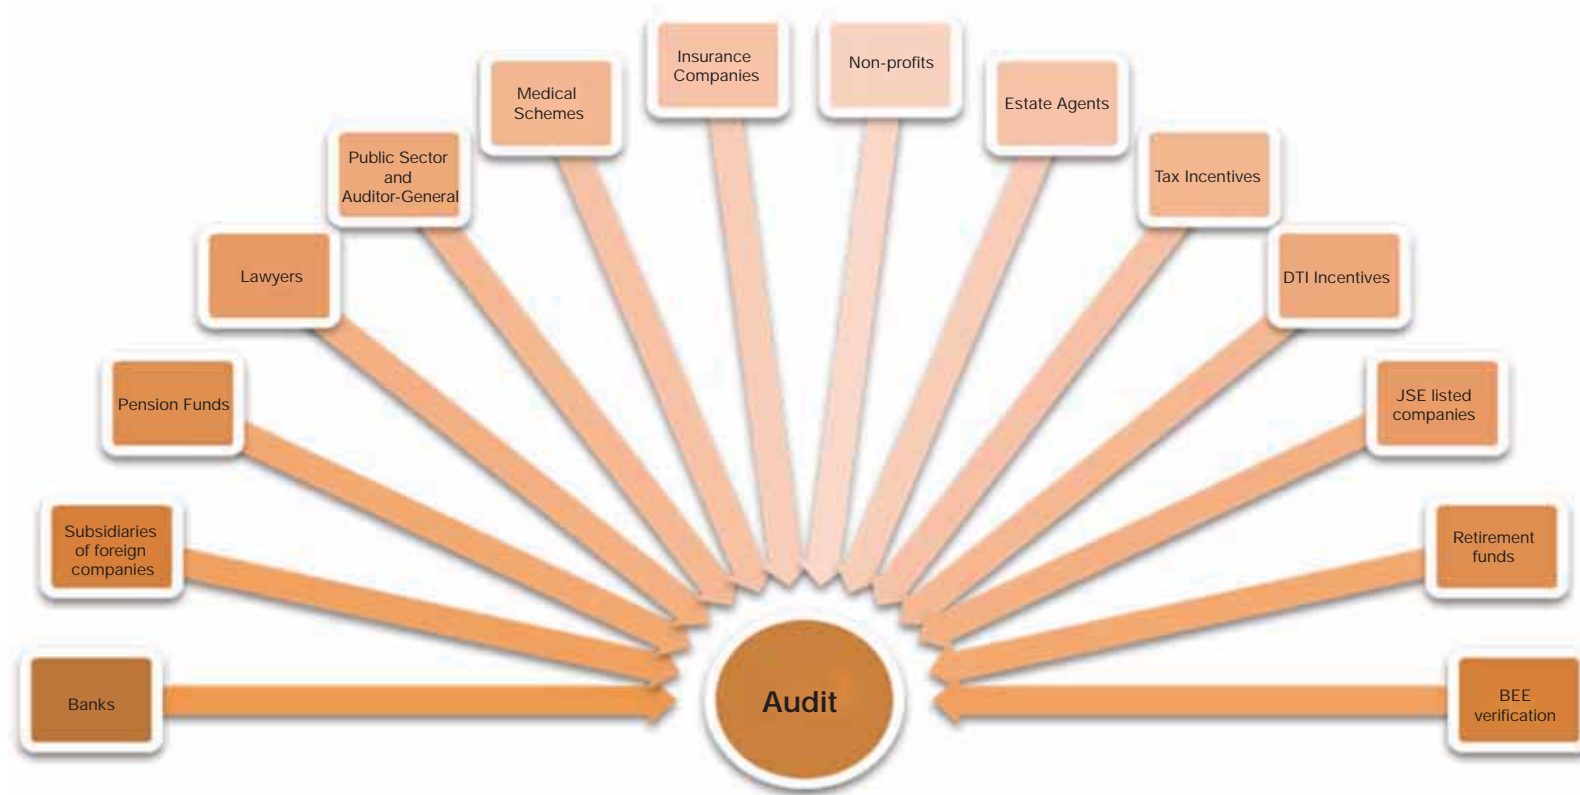 Insurance
Companies
Non-profits
Medical
Schemes
Estate Agents
Public Sector
and
Auditor-General
Tax Incentives
Lawyers
DTI Incentives
Pension Funds
JSE listed
companies
Subsidiaries
of foreign
companies
Retirement
funds
Banks
Audit
BEE
verification